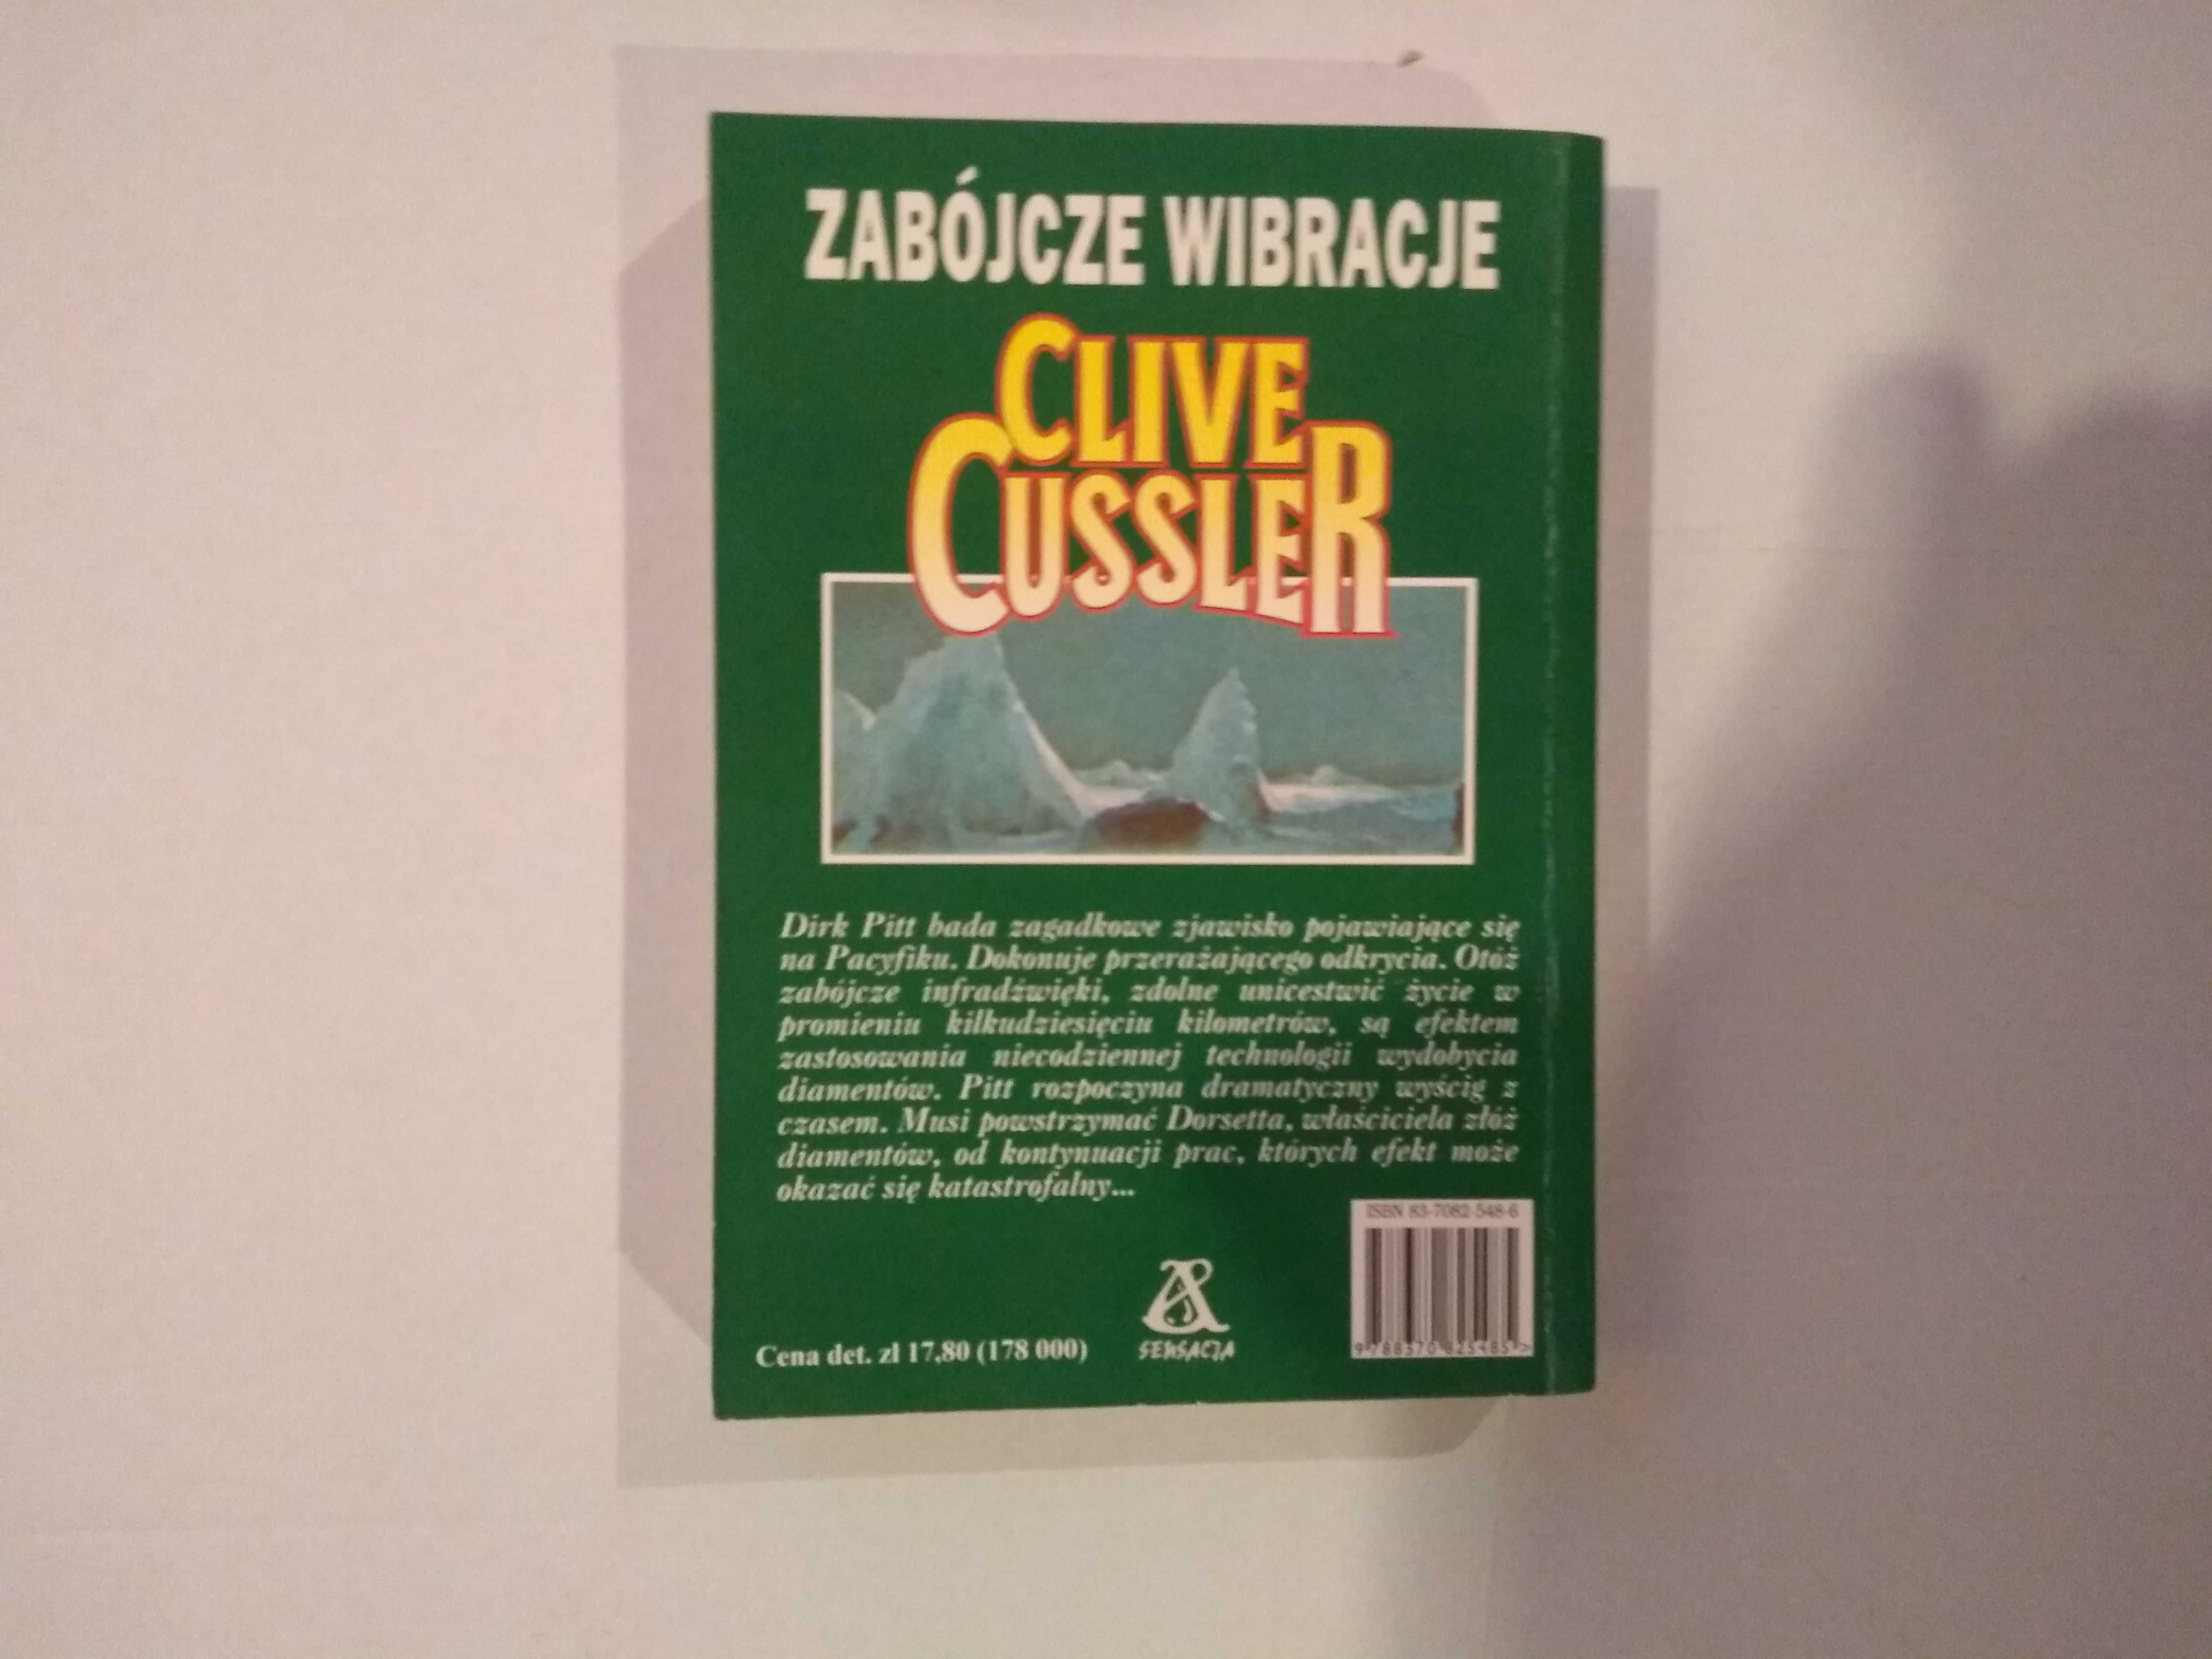 ZABÓJCZE WIBRACJE
CLIVE
CUSSLER
Dirk Pitt bada zagadkowe zjawisko pojawiające się
na Pacyfiku. Dokonuje przerażającego odkrycia. Otóż
zabójcze infradźwięki, zdolne unicestwić życie w
promieniu kilkudziesięciu kilometrów, są efektem
zastosowania niecodziennej technologii wydobycia
diamentów. Pitt rozpoczyna dramatyczny wyścig z
czasem. Musi powstrzymać Dorsetta, właściciela złóż
diamentów, od kontynuacji prac, których efekt może
okazać się katastrofalny...
ISBN 83-7082-548-6
9 788370 825485 >
SENSACJA
Cena det. zł 17,80 (178 000)